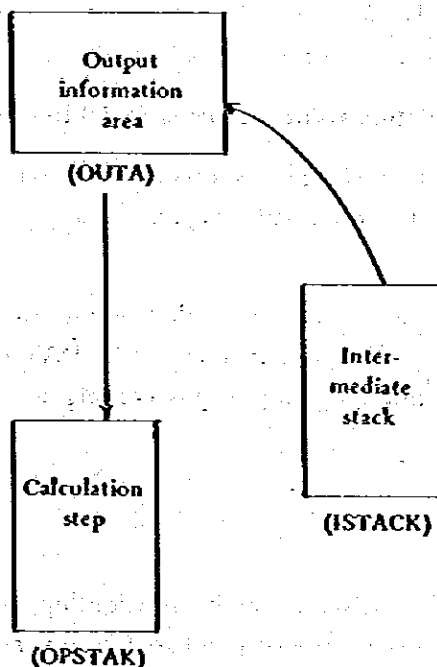 Output
information
area
(OUTA)
Inter-
mediate
stack
(ISTACK)
Calculation
step
(OPSTAK)